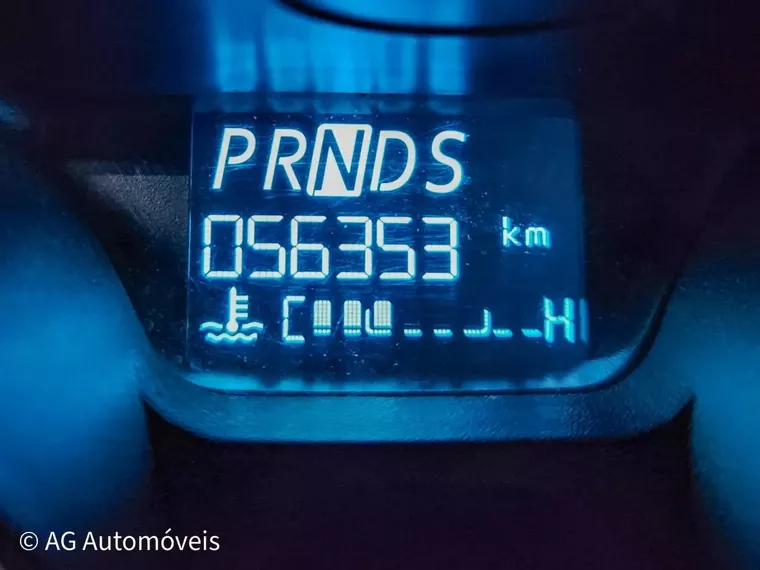 PRNDS
056353 km
C H
© AG Automóveis